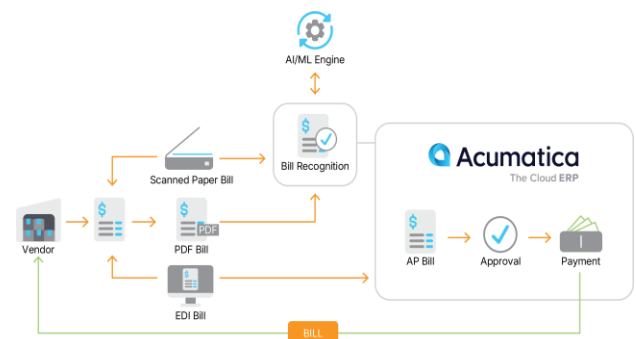 AI/ML Engine
$
Bill Recognition
Scanned Paper Bill
Acumatica
The Cloud ERP
$
$
PDF
$
$
Vendor
PDF Bill
AP Bill
Approval
Payment
EDI Bill
BILL